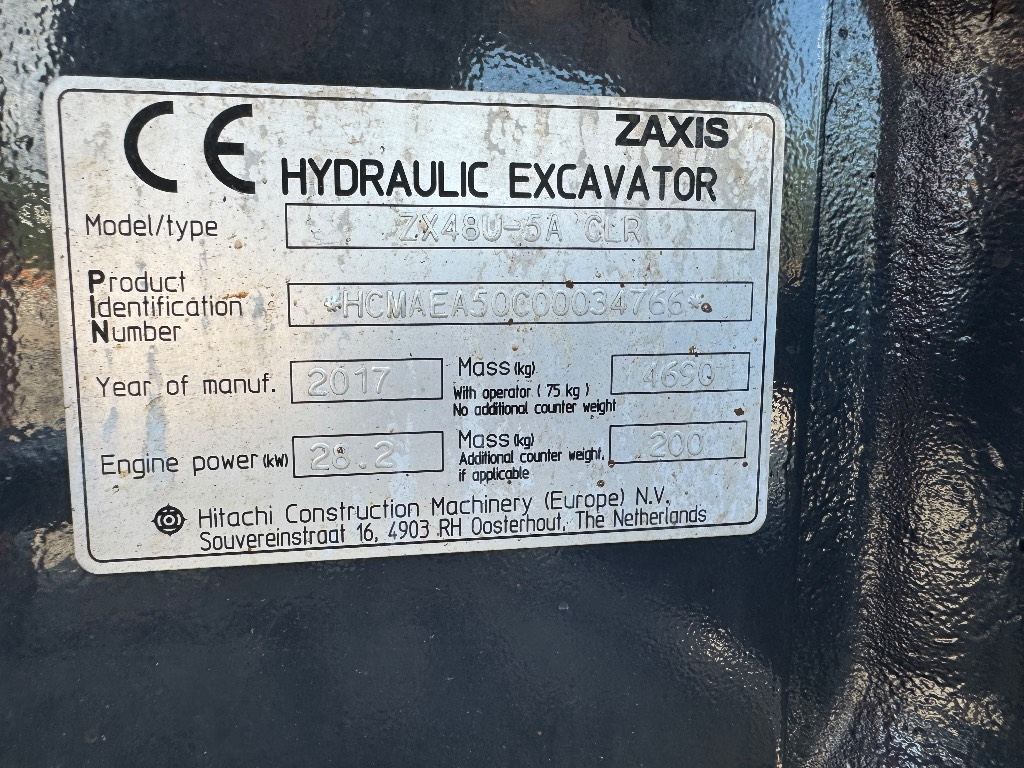 CE ZAXIS
HYDRAULIC EXCAVATOR
Model/type ZX48U-5A CLR
Product
Identification *HCMAEA50C00034766*
Number
Year of manuf. 2017 Mass (kg) 4690
With operator ( 75 kg )
No additional counter weight
Engine power (kW) 28.2 Mass (kg) 200
Additional counter weight,
if applicable
Hitachi Construction Machinery (Europe) N.V.
Souvereinstraat 16, 4903 RH Oosterhout, The Netherlands